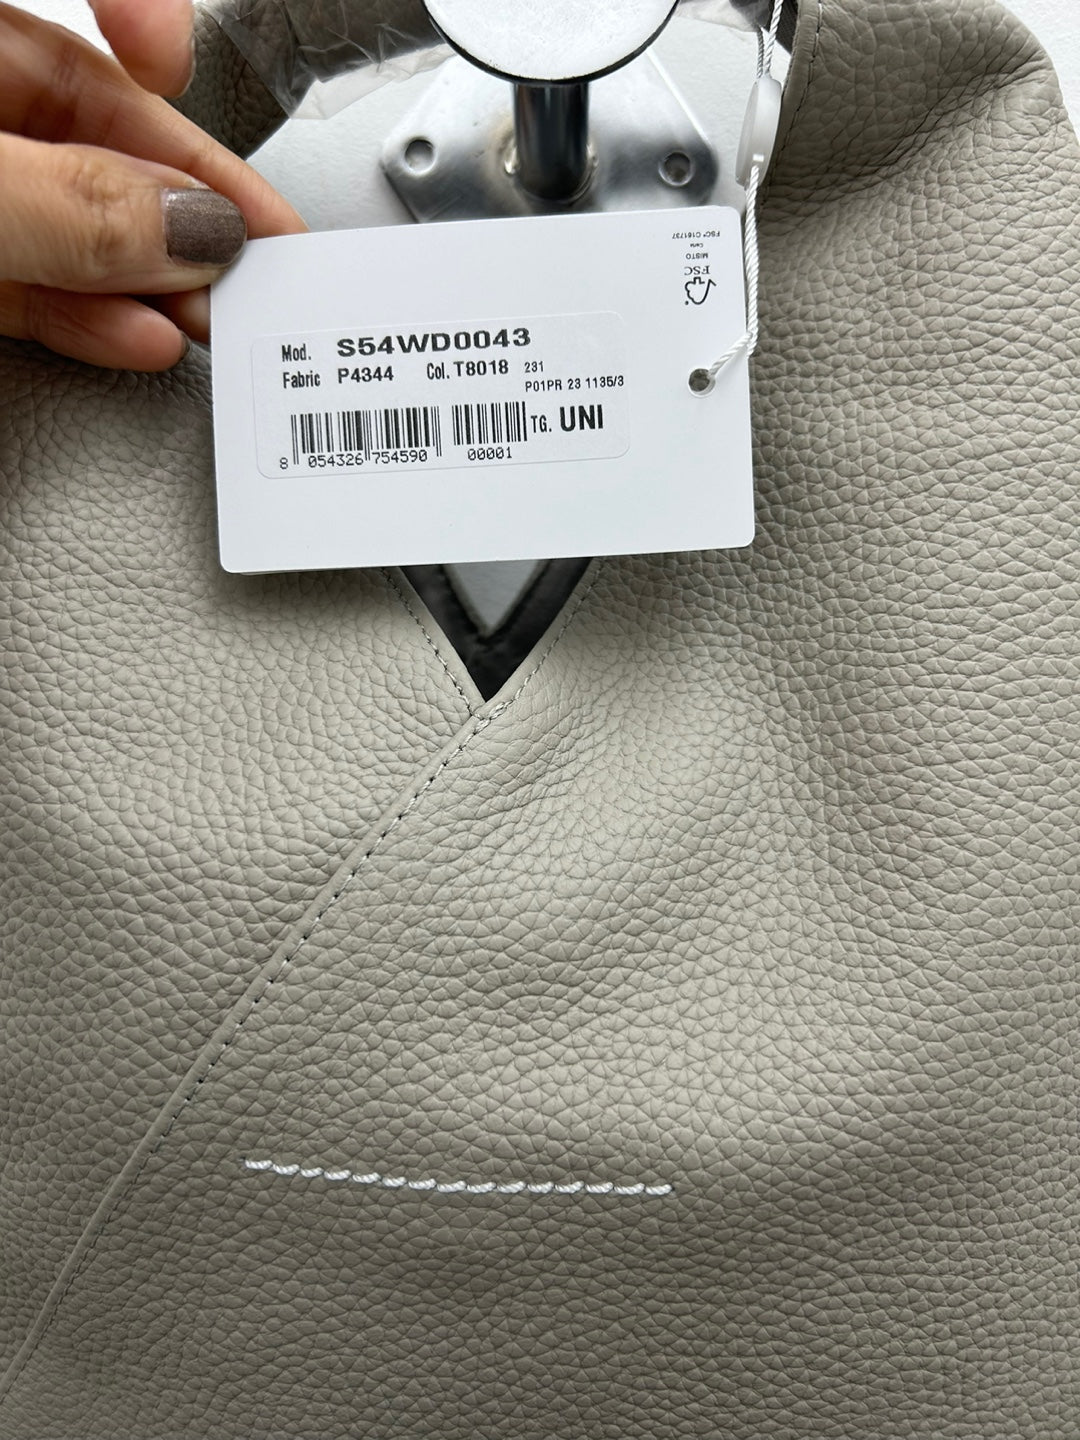 FSC® C161737
Carta
MISTO
FSC
Mod. S54WD0043
Fabric P4344 Col. T8018 231
P01PR 23 1135/3
TG. UNI
8 054326 754590 00001